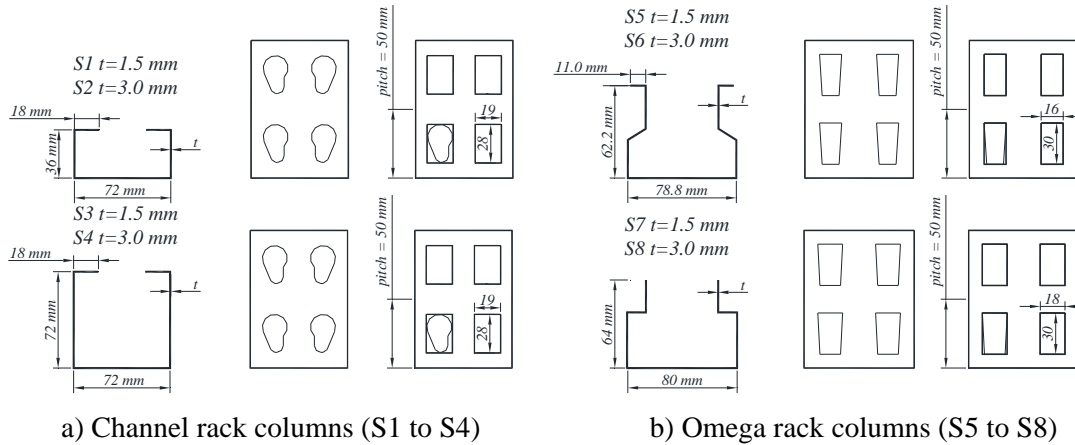 S1 t=1.5 mm
S2 t=3.0 mm
18 mm
36 mm
t
72 mm
pitch = 50 mm
19
28
S3 t=1.5 mm
S4 t=3.0 mm
18 mm
72 mm
t
72 mm
pitch = 50 mm
19
28
a) Channel rack columns (S1 to S4)
S5 t=1.5 mm
S6 t=3.0 mm
11.0 mm
62.2 mm
t
78.8 mm
pitch = 50 mm
16
30
S7 t=1.5 mm
S8 t=3.0 mm
64 mm
t
80 mm
pitch = 50 mm
18
30
b) Omega rack columns (S5 to S8)